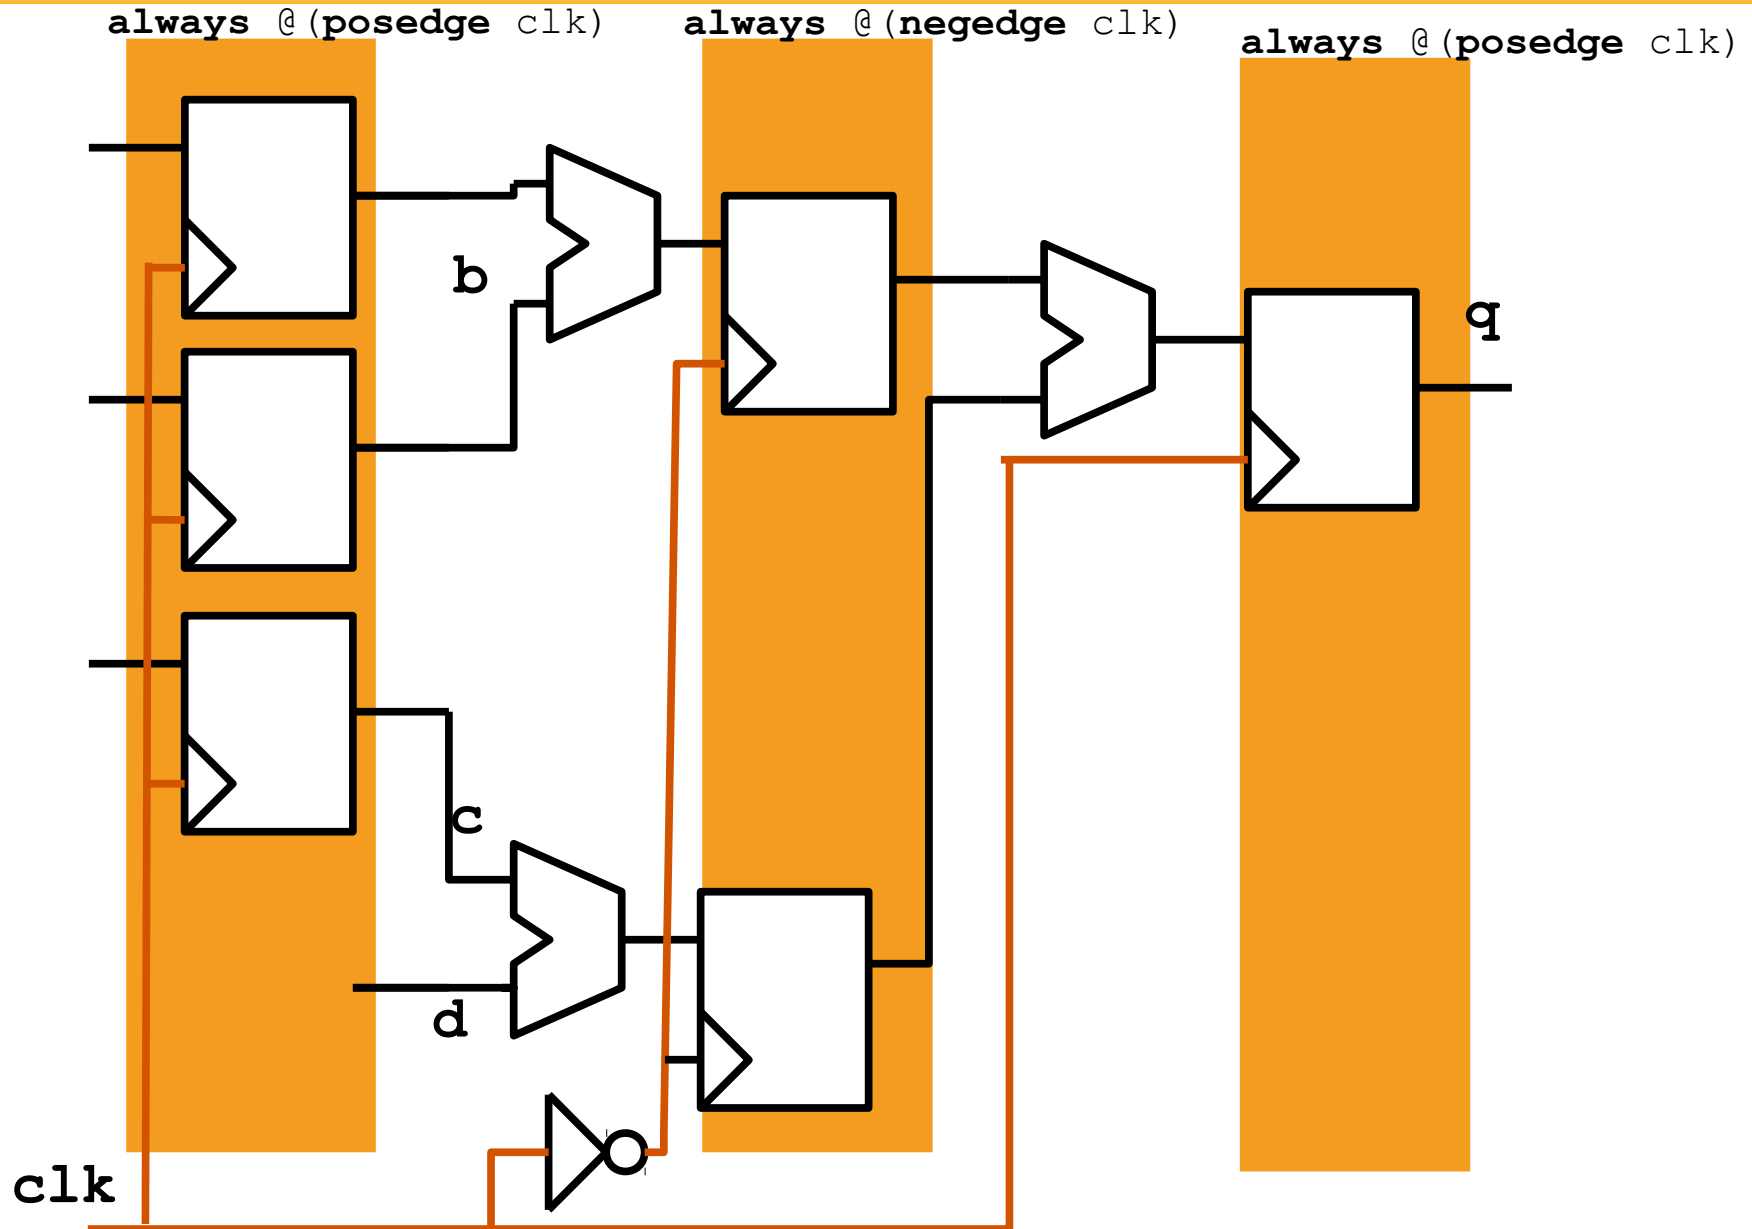 always @(posedge clk)
always @(negedge clk)
always @(posedge clk)
b
q
c
d
clk